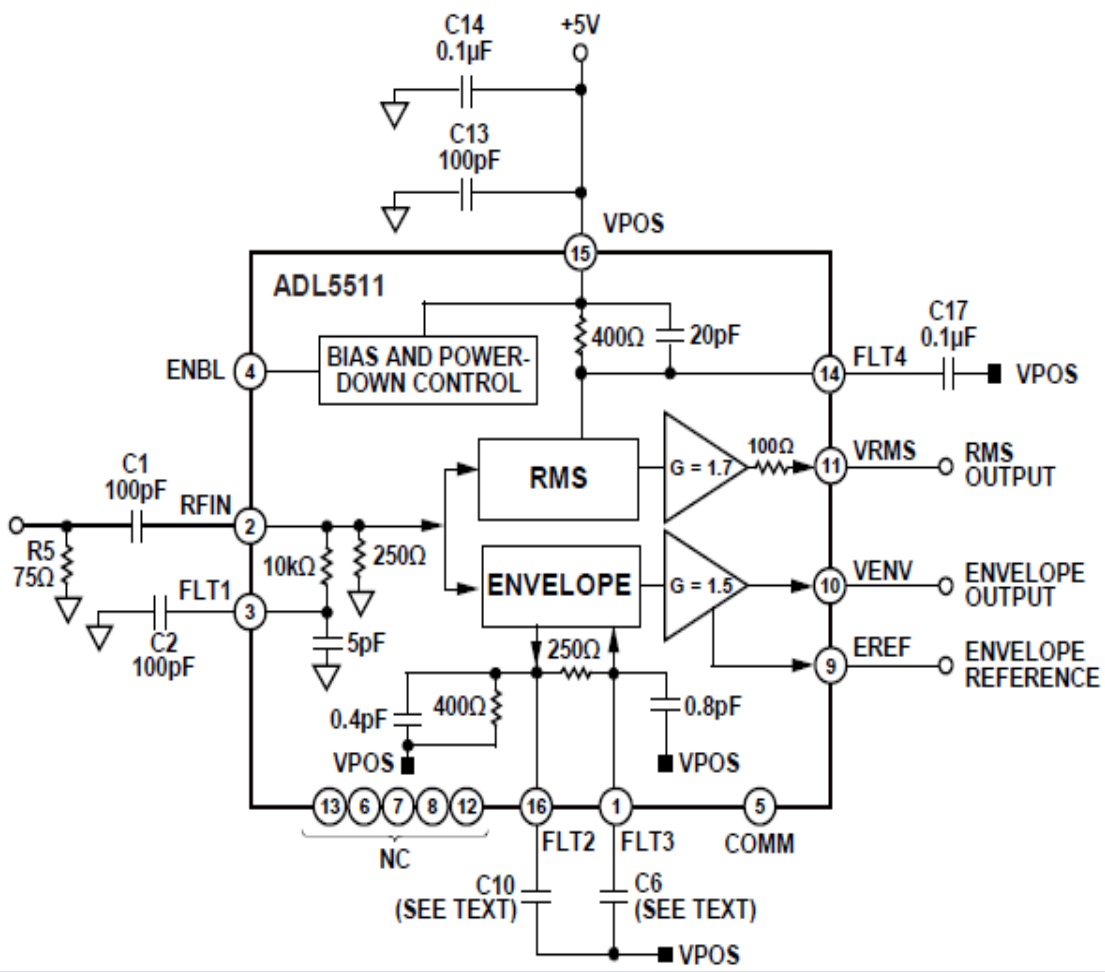 C14
0.1µF
+5V
C13
100pF
VPOS
15
ADL5511
C17
0.1µF
400Ω
20pF
BIAS AND POWER-
DOWN CONTROL
ENBL
4
14
FLT4
VPOS
C1
100pF
RFIN
2
RMS
G = 1.7
100Ω
11
VRMS
RMS
OUTPUT
R5
75Ω
10kΩ
250Ω
FLT1
3
C2
100pF
5pF
ENVELOPE
G = 1.5
10
VENV
ENVELOPE
OUTPUT
250Ω
9
EREF
ENVELOPE
REFERENCE
0.4pF
400Ω
0.8pF
VPOS
VPOS
13
6
7
8
12
16
1
5
NC
FLT2
FLT3
COMM
C10
(SEE TEXT)
C6
(SEE TEXT)
VPOS